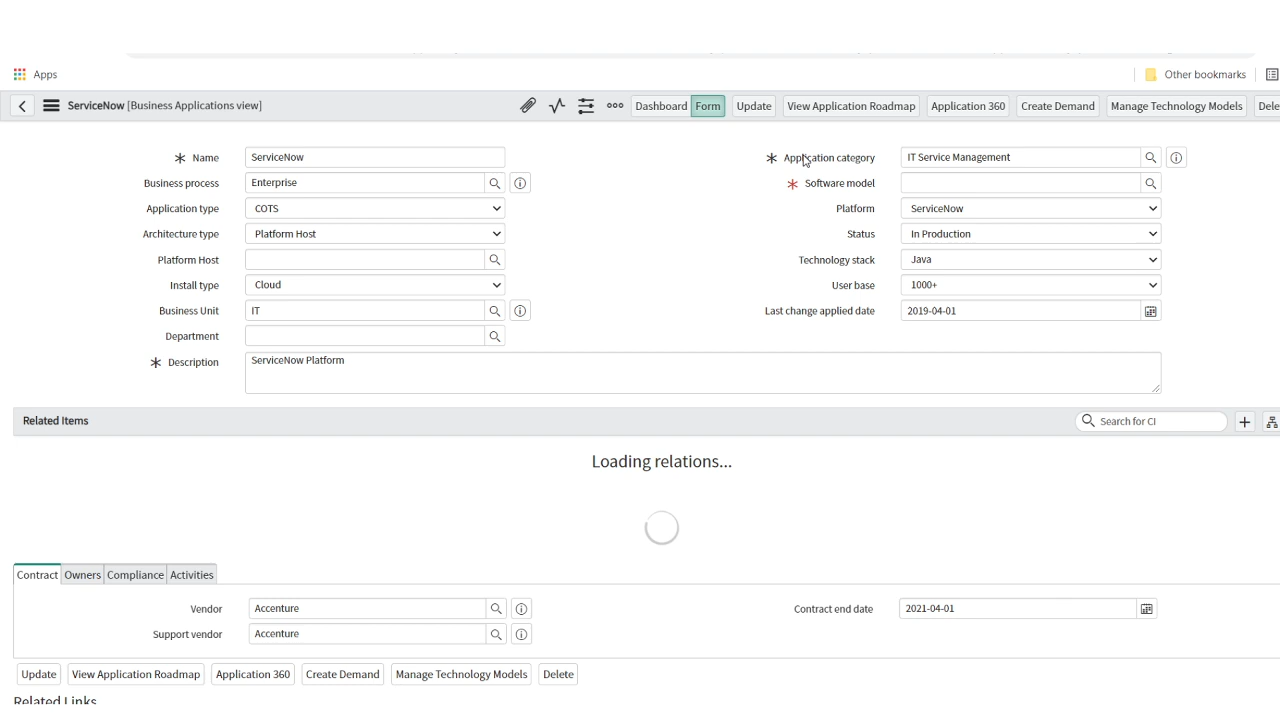 Apps
Other bookmarks
ServiceNow [Business Applications view]
Dashboard Form Update View Application Roadmap Application 360 Create Demand Manage Technology Models Dele
Name ServiceNow Application category IT Service Management
Business process Enterprise Software model
Application type COTS Platform ServiceNow
Architecture type Platform Host Status In Production
Platform Host Technology stack Java
Install type Cloud User base 1000+
Business Unit IT Last change applied date 2019-04-01
Department
Description ServiceNow Platform
Related Items Search for CI
Loading relations...
Contract Owners Compliance Activities
Vendor Accenture Contract end date 2021-04-01
Support vendor Accenture
Update View Application Roadmap Application 360 Create Demand Manage Technology Models Delete
Related Links